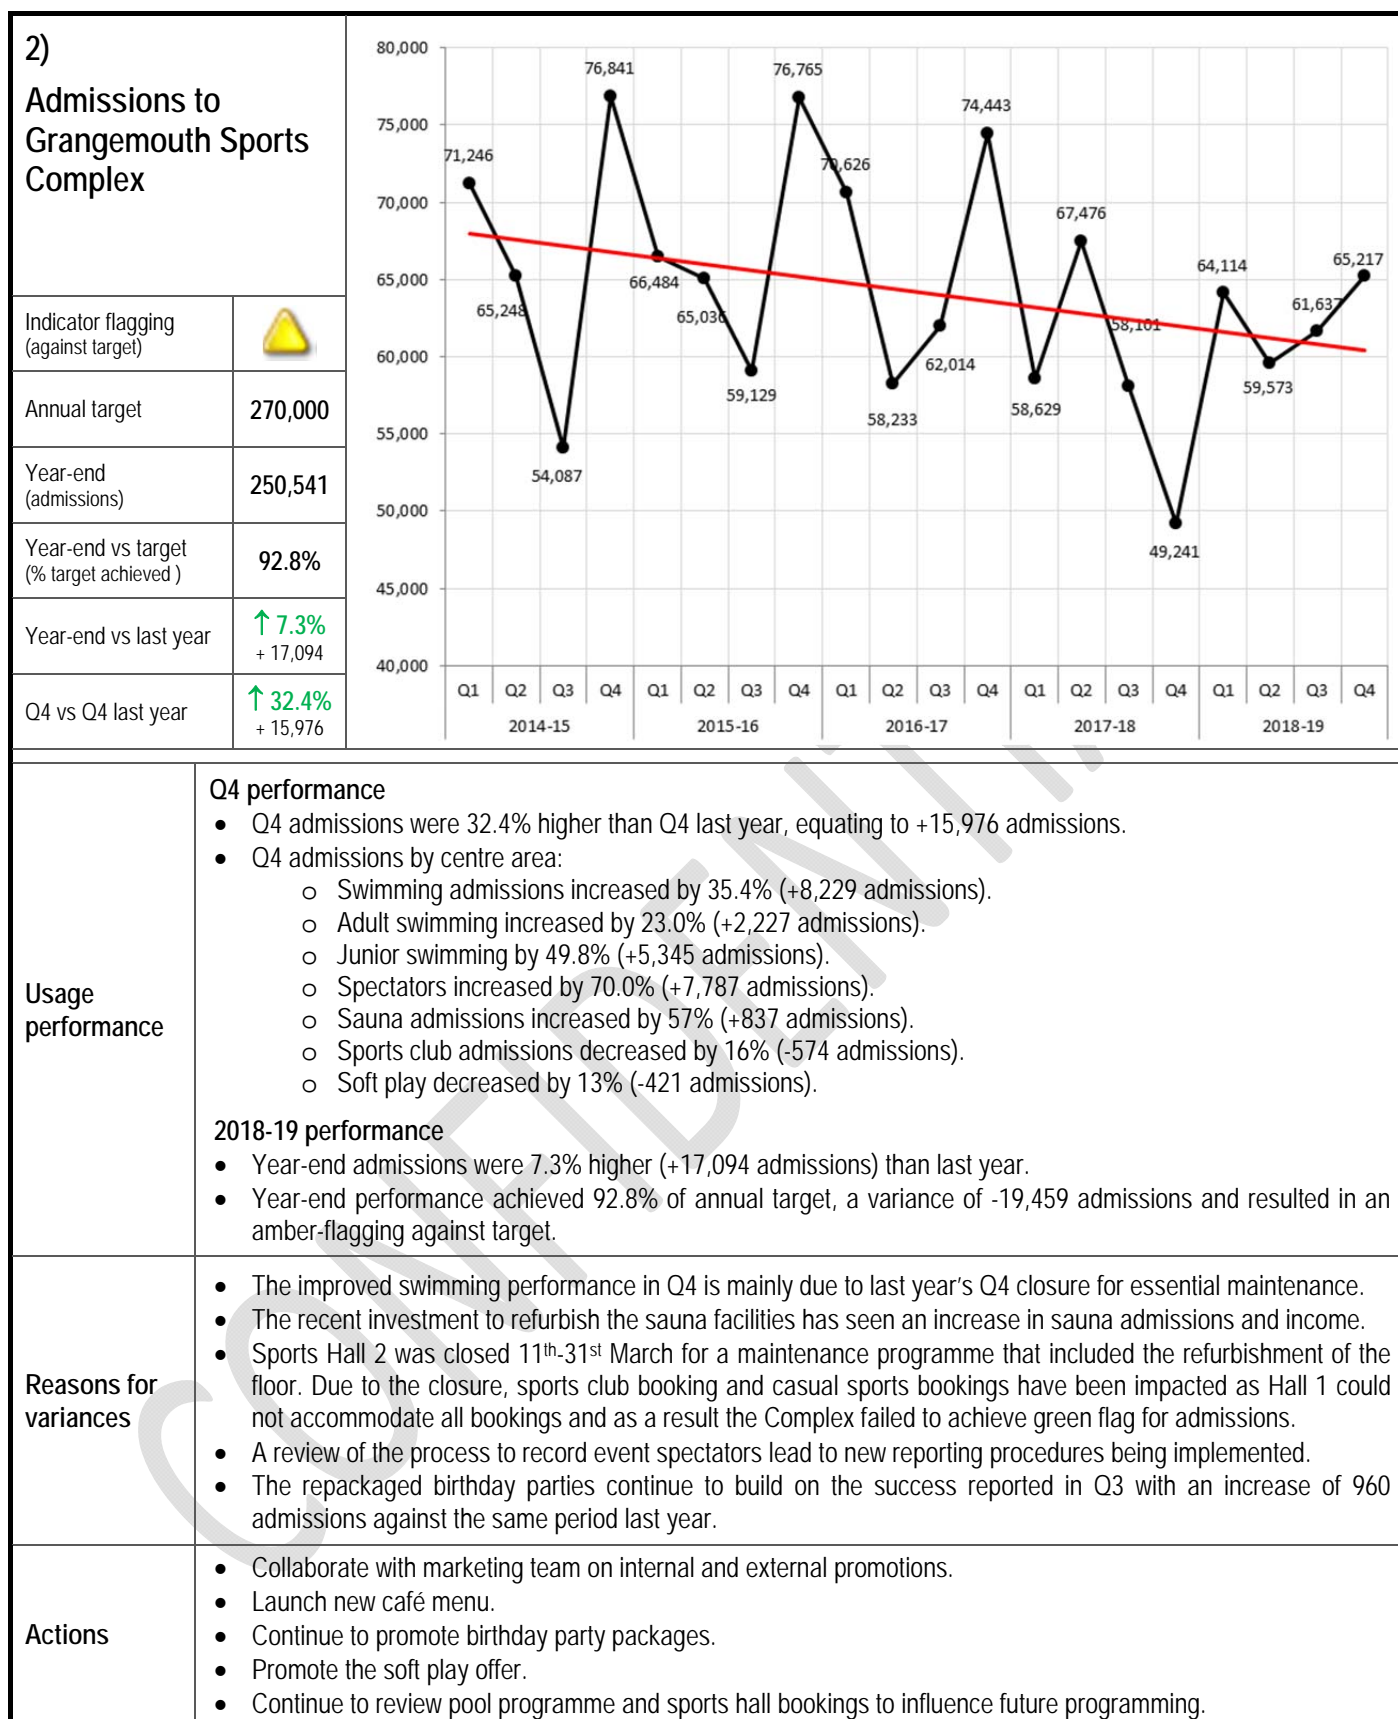 2)
Admissions to
Grangemouth Sports
Complex
Indicator flagging
(against target)
Annual target
270,000
Year-end
(admissions)
250,541
Year-end vs target
(% target achieved )
92.8%
Year-end vs last year
↑ 7.3%
+ 17,094
Q4 vs Q4 last year
↑ 32.4%
+ 15,976
80,000
75,000
70,000
65,000
60,000
55,000
50,000
45,000
40,000
71,246
65,248
54,087
76,841
66,484
65,036
59,129
76,765
70,626
58,233
62,014
74,443
58,629
67,476
58,101
49,241
64,114
59,573
61,637
65,217
Q1 Q2 Q3 Q4 Q1 Q2 Q3 Q4 Q1 Q2 Q3 Q4 Q1 Q2 Q3 Q4 Q1 Q2 Q3 Q4
2014-15 2015-16 2016-17 2017-18 2018-19
Usage
performance
Q4 performance
• Q4 admissions were 32.4% higher than Q4 last year, equating to +15,976 admissions.
• Q4 admissions by centre area:
o Swimming admissions increased by 35.4% (+8,229 admissions).
o Adult swimming increased by 23.0% (+2,227 admissions).
o Junior swimming by 49.8% (+5,345 admissions).
o Spectators increased by 70.0% (+7,787 admissions).
o Sauna admissions increased by 57% (+837 admissions).
o Sports club admissions decreased by 16% (-574 admissions).
o Soft play decreased by 13% (-421 admissions).
2018-19 performance
• Year-end admissions were 7.3% higher (+17,094 admissions) than last year.
• Year-end performance achieved 92.8% of annual target, a variance of -19,459 admissions and resulted in an
amber-flagging against target.
Reasons for
variances
• The improved swimming performance in Q4 is mainly due to last year's Q4 closure for essential maintenance.
• The recent investment to refurbish the sauna facilities has seen an increase in sauna admissions and income.
• Sports Hall 2 was closed 11th-31st March for a maintenance programme that included the refurbishment of the
floor. Due to the closure, sports club booking and casual sports bookings have been impacted as Hall 1 could
not accommodate all bookings and as a result the Complex failed to achieve green flag for admissions.
• A review of the process to record event spectators lead to new reporting procedures being implemented.
• The repackaged birthday parties continue to build on the success reported in Q3 with an increase of 960
admissions against the same period last year.
Actions
• Collaborate with marketing team on internal and external promotions.
• Launch new café menu.
• Continue to promote birthday party packages.
• Promote the soft play offer.
• Continue to review pool programme and sports hall bookings to influence future programming.
CONFIDENTI